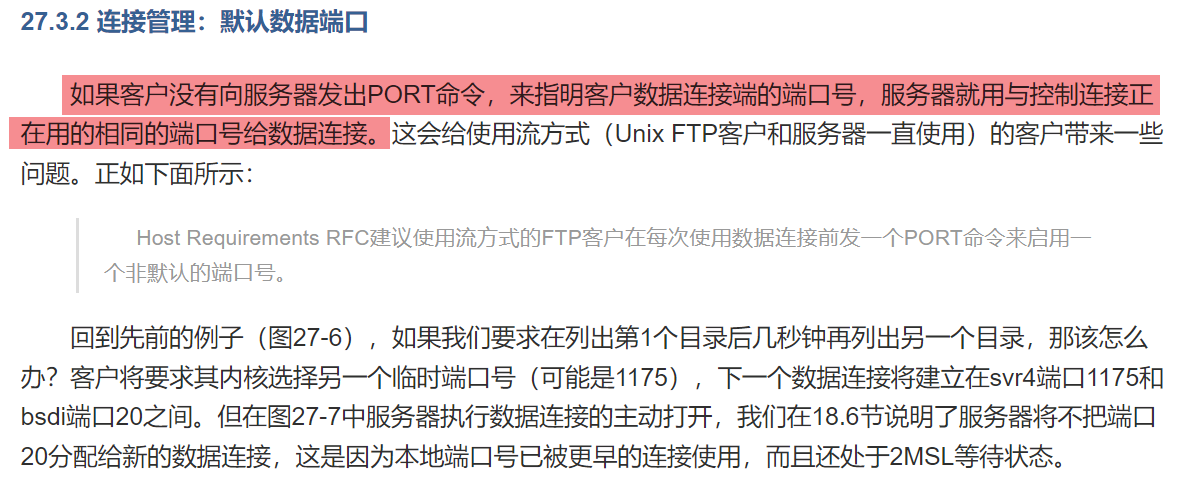 27.3.2 连接管理：默认数据端口
如果客户没有向服务器发出PORT命令，来指明客户数据连接端的端口号，服务器就用与控制连接正
在用的相同的端口号给数据连接。这会给使用流方式（Unix FTP客户和服务器一直使用）的客户带来一些
问题。正如下面所示：
Host Requirements RFC建议使用流方式的FTP客户在每次使用数据连接前发一个PORT命令来启用一
个非默认的端口号。
回到先前的例子（图27-6），如果我们要求在列出第1个目录后几秒钟再列出另一个目录，那该怎么
办？客户将要求其内核选择另一个临时端口号（可能是1175），下一个数据连接将建立在svr4端口1175和
bsdi端口20之间。但在图27-7中服务器执行数据连接的主动打开，我们在18.6节说明了服务器将不把端口
20分配给新的数据连接，这是因为本地端口号已被更早的连接使用，而且还处于2MSL等待状态。